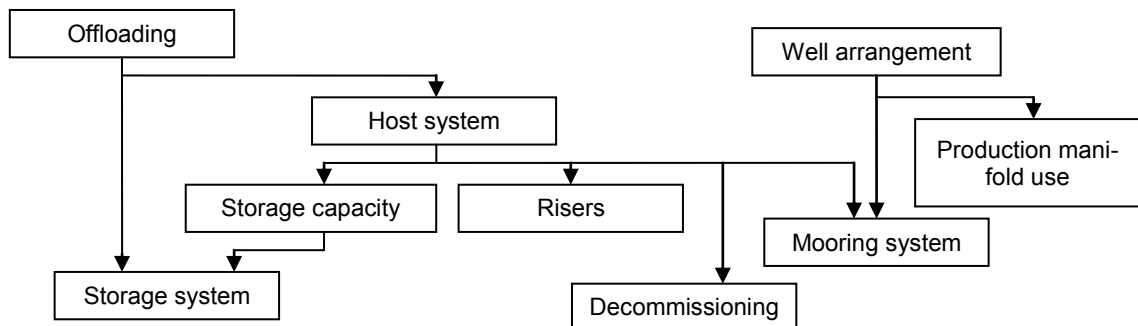 Offloading
Well arrangement
Host system
Production mani-
fold use
Storage capacity
Risers
Mooring system
Storage system
Decommissioning